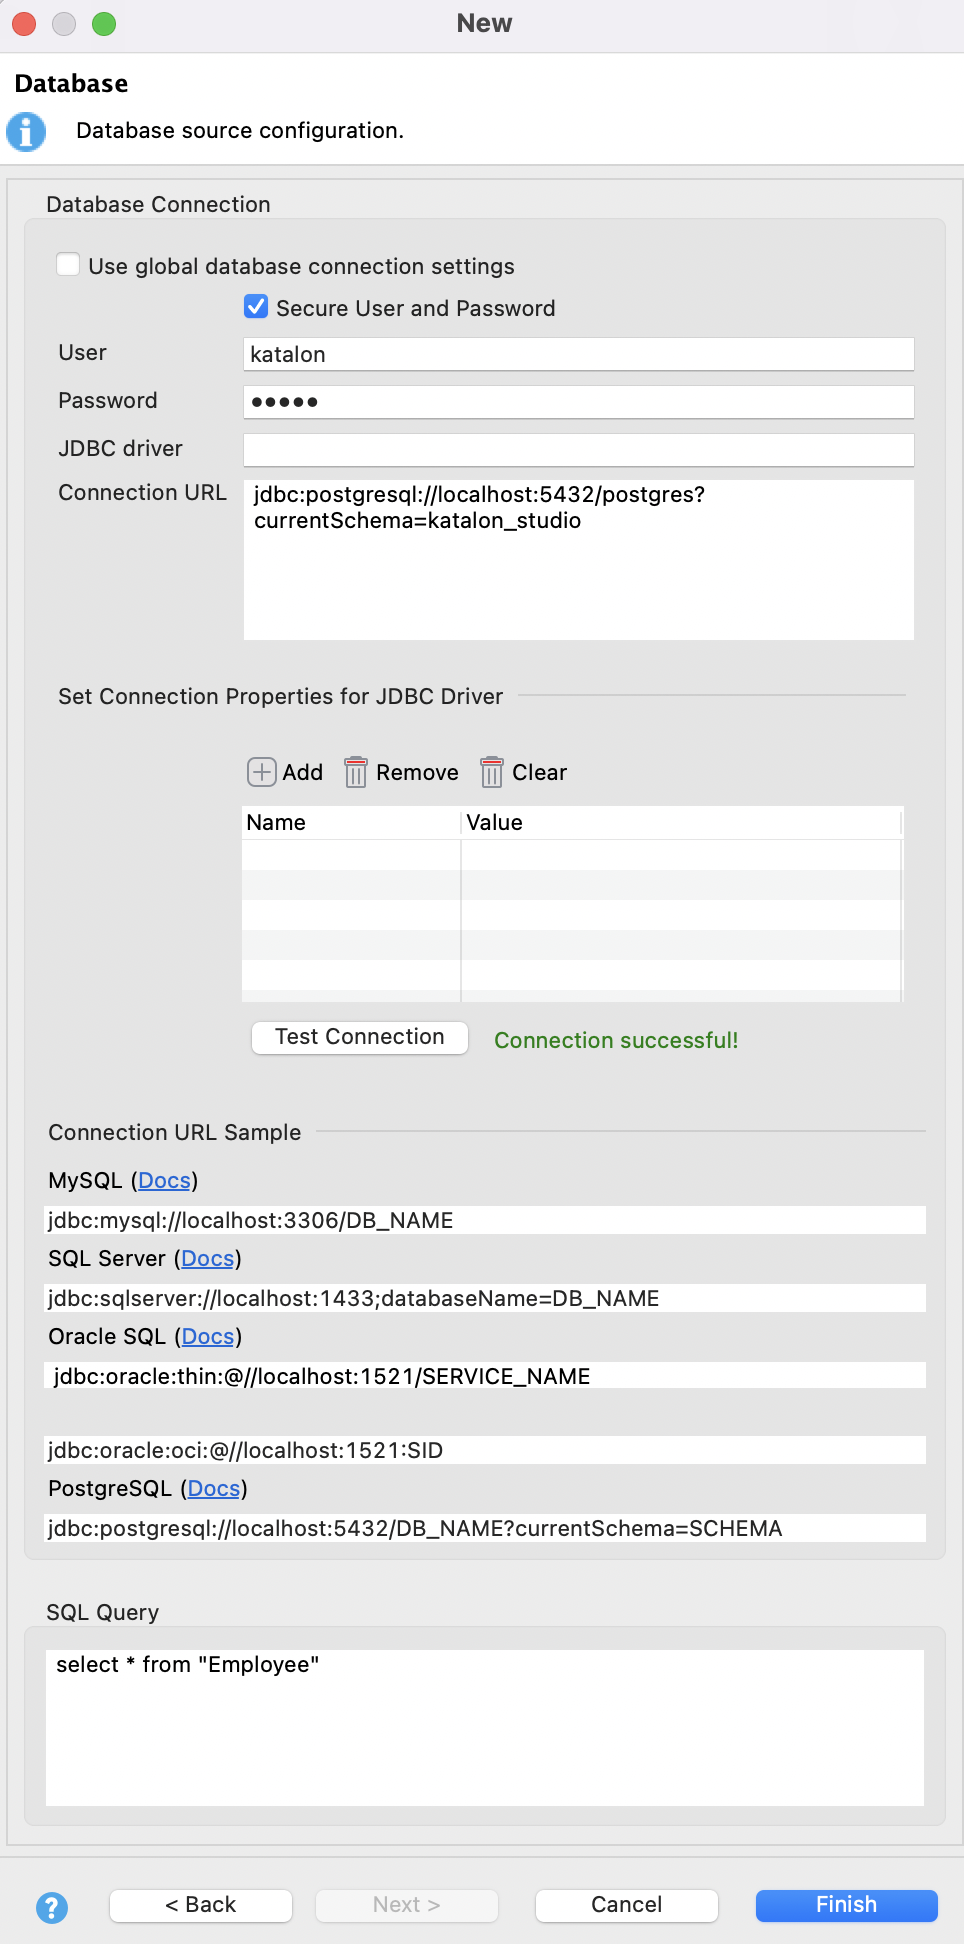 New
Database
Database source configuration.
Database Connection
Use global database connection settings
Secure User and Password
User
katalon
Password
•••••
JDBC driver
Connection URL
jdbc:postgresql://localhost:5432/postgres?
currentSchema=katalon_studio
Set Connection Properties for JDBC Driver
Add Remove Clear
Name Value
Test Connection Connection successful!
Connection URL Sample
MySQL (Docs)
jdbc:mysql://localhost:3306/DB_NAME
SQL Server (Docs)
jdbc:sqlserver://localhost:1433;databaseName=DB_NAME
Oracle SQL (Docs)
jdbc:oracle:thin:@//localhost:1521/SERVICE_NAME
jdbc:oracle:oci:@//localhost:1521:SID
PostgreSQL (Docs)
jdbc:postgresql://localhost:5432/DB_NAME?currentSchema=SCHEMA
SQL Query
select * from "Employee"
? < Back Next > Cancel Finish